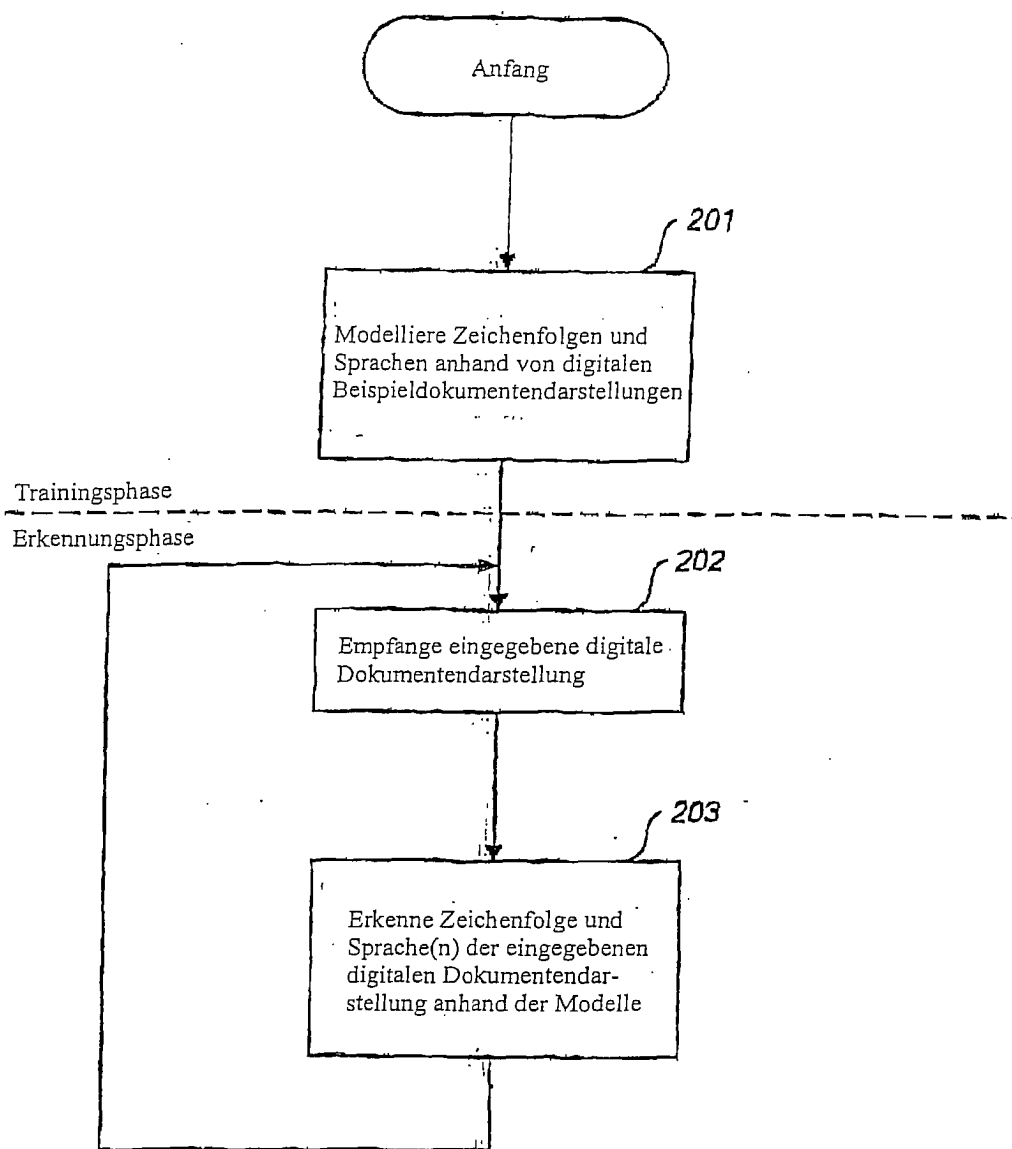 Anfang
201
Modelliere Zeichenfolgen und
Sprachen anhand von digitalen
Beispieldokumentendarstellungen
Trainingsphase
Erkennungsphase
202
Empfange eingegebene digitale
Dokumentendarstellung
203
Erkenne Zeichenfolge und
Sprache(n) der eingegebenen
digitalen Dokumentendar-
stellung anhand der Modelle